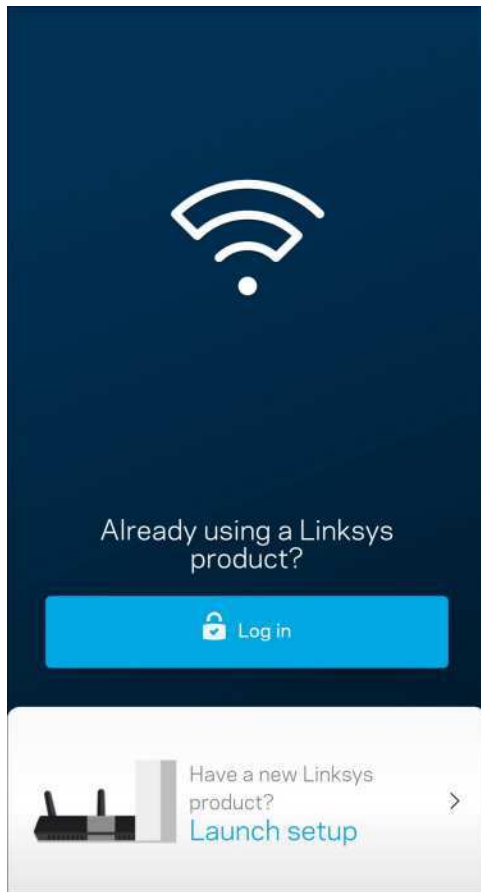 Already using a Linksys
product?
Log in
Have a new Linksys
product?
Launch setup